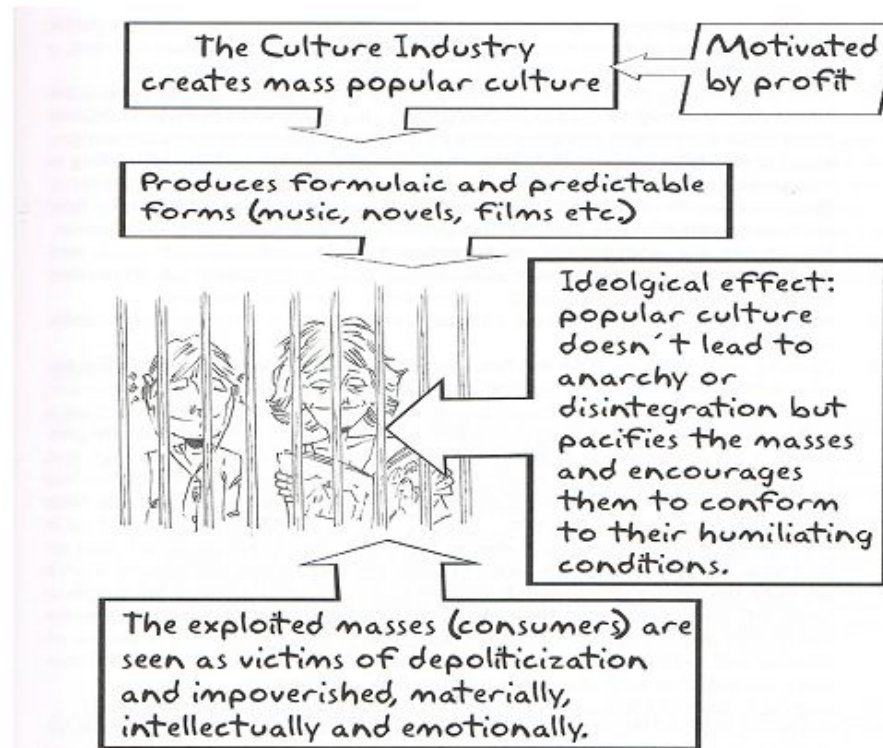 The Culture Industry
creates mass popular culture
Motivated
by profit
Produces formulaic and predictable
forms (music, novels, films etc.)
Ideolgical effect:
popular culture
doesn´t lead to
anarchy or
disintegration but
pacifies the masses
and encourages
them to conform
to their humiliating
conditions.
The exploited masses (consumers) are
seen as victims of depoliticization
and impoverished, materially,
intellectually and emotionally.